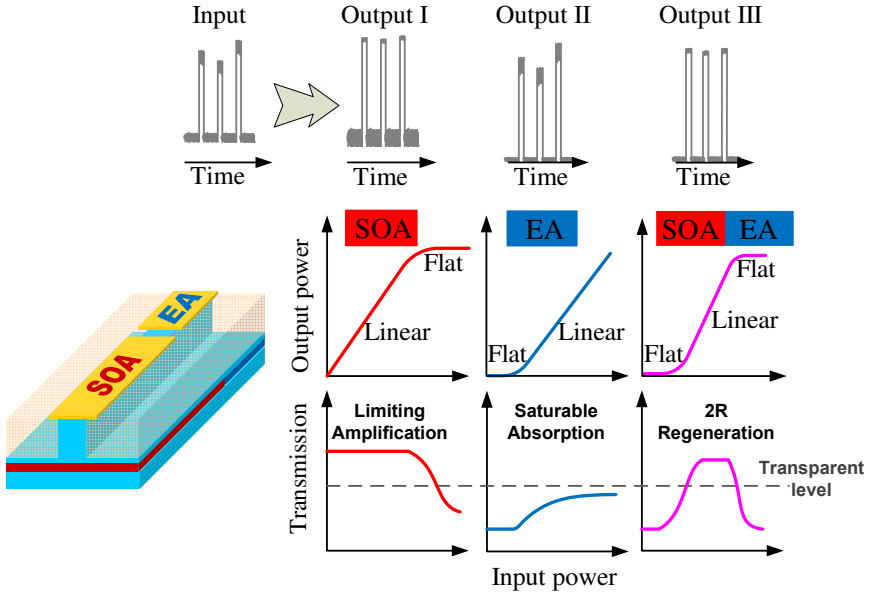 Input
Output I
Output II
Output III
Time
Time
Time
Time
SOA
EA
SOA
EA
Output power
Flat
Linear
Flat
Linear
Flat
Linear
Flat
EA
SOA
Transmission
Limiting
Amplification
Saturable
Absorption
2R
Regeneration
Transparent
level
Input power